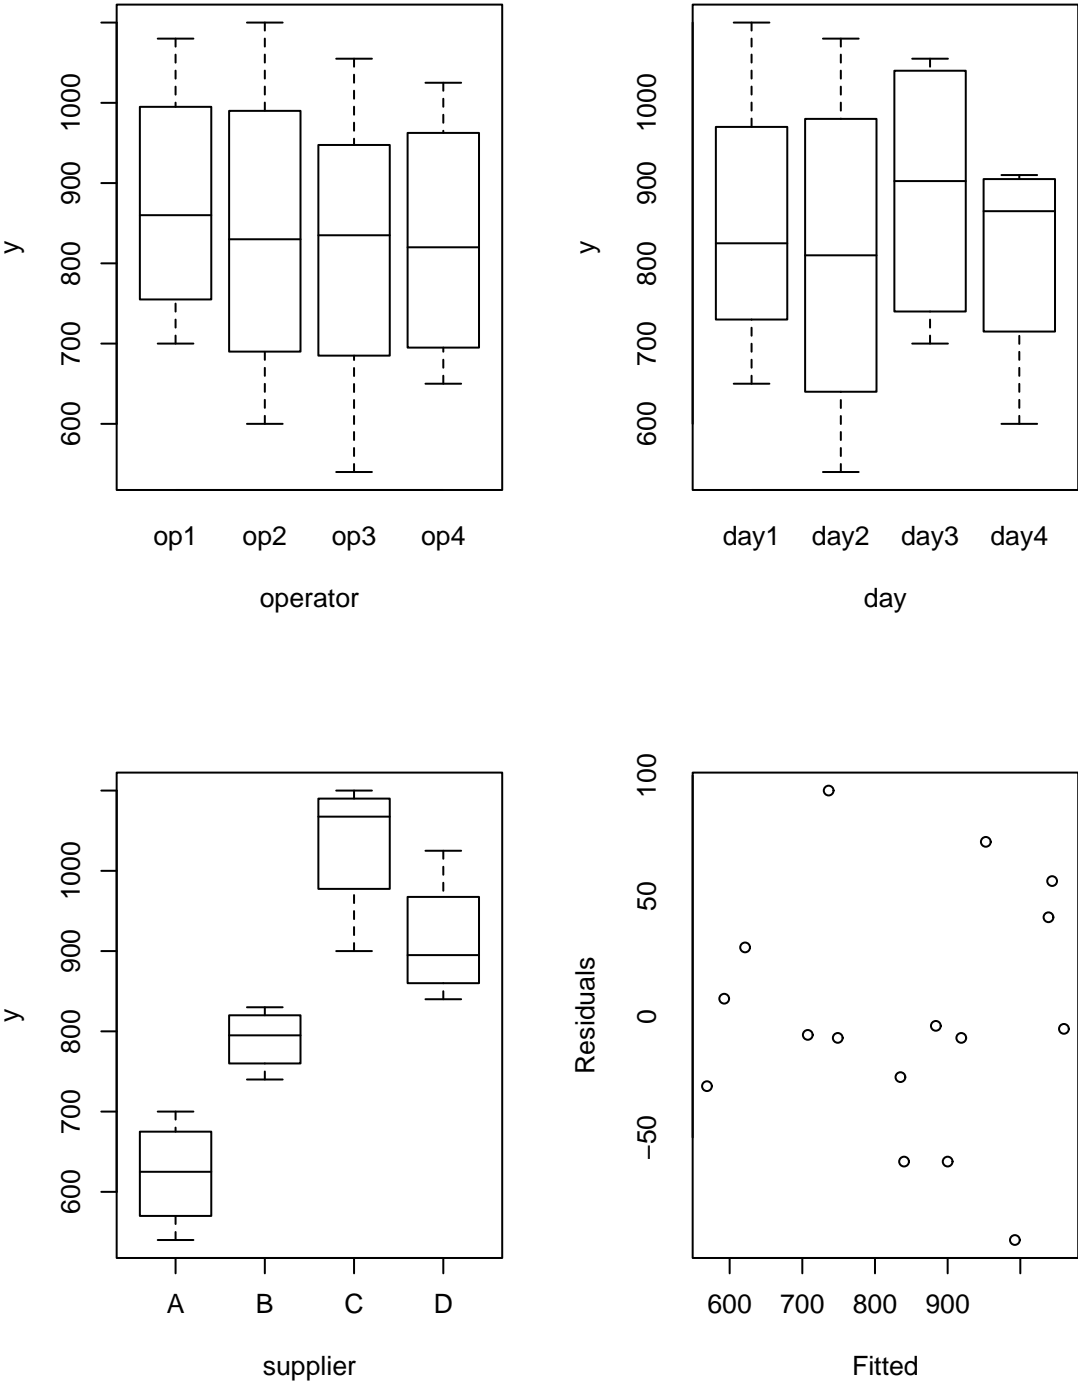 y
600 700 800 900 1000
op1 op2 op3 op4
operator
y
600 700 800 900 1000
day1 day2 day3 day4
day
y
600 700 800 900 1000
A B C D
supplier
Residuals
−50 0 50 100
600 700 800 900
Fitted